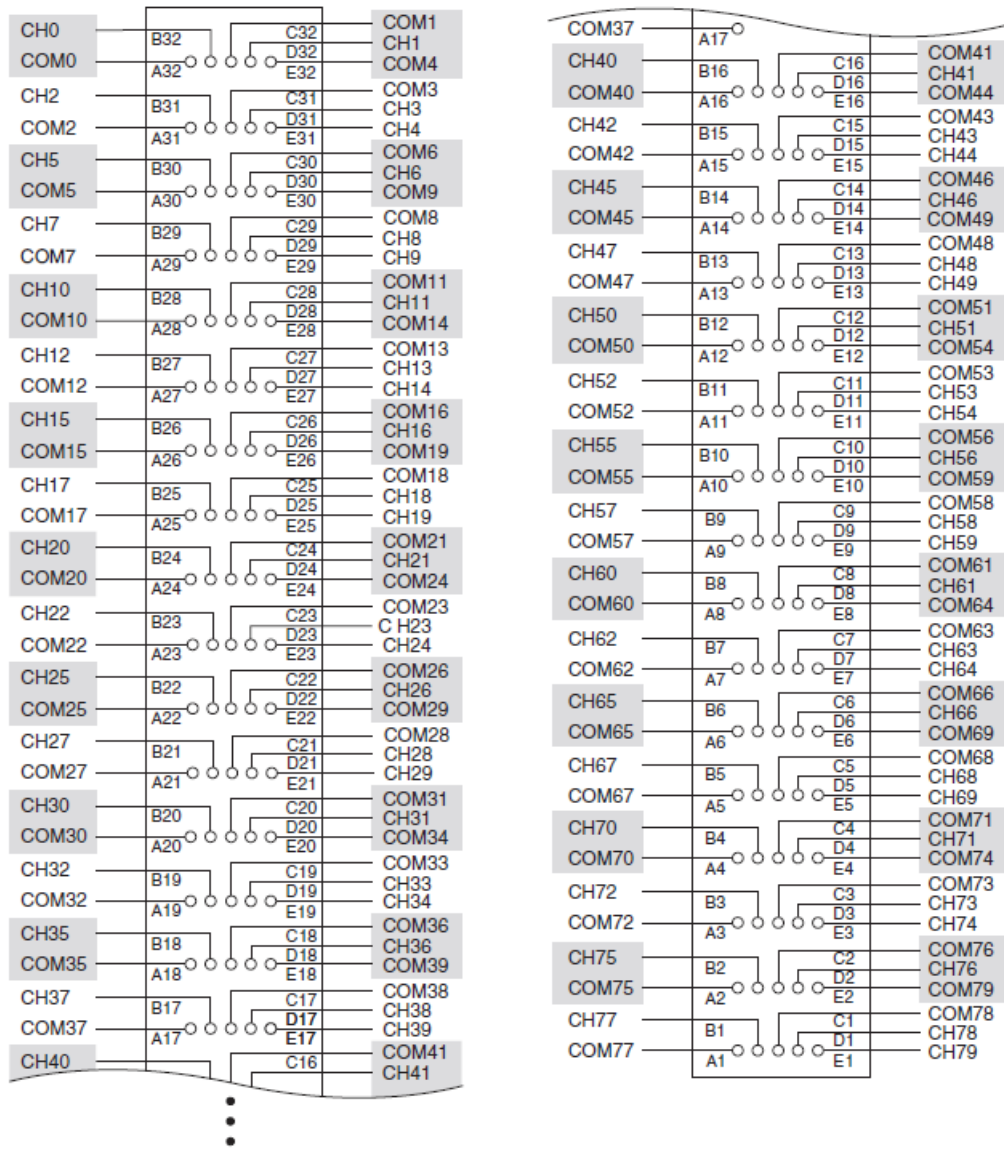 CH0 B32 C32 COM1
D32 CH1
COM0 A32 E32 COM4
CH2 B31 C31 COM3
D31 CH3
COM2 A31 E31 CH4
CH5 B30 C30 COM6
D30 CH6
COM5 A30 E30 COM9
CH7 B29 C29 COM8
D29 CH8
COM7 A29 E29 CH9
CH10 B28 C28 COM11
D28 CH11
COM10 A28 E28 COM14
CH12 B27 C27 COM13
D27 CH13
COM12 A27 E27 CH14
CH15 B26 C26 COM16
D26 CH16
COM15 A26 E26 COM19
CH17 B25 C25 COM18
D25 CH18
COM17 A25 E25 CH19
CH20 B24 C24 COM21
D24 CH21
COM20 A24 E24 COM24
CH22 B23 C23 COM23
D23 C H23
COM22 A23 E23 CH24
CH25 B22 C22 COM26
D22 CH26
COM25 A22 E22 COM29
CH27 B21 C21 COM28
D21 CH28
COM27 A21 E21 CH29
CH30 B20 C20 COM31
D20 CH31
COM30 A20 E20 COM34
CH32 B19 C19 COM33
D19 CH33
COM32 A19 E19 CH34
CH35 B18 C18 COM36
D18 CH36
COM35 A18 E18 COM39
CH37 B17 C17 COM38
D17 CH38
COM37 A17 E17 CH39
CH40 C16 COM41
CH41
COM37 A17
CH40 B16 C16 COM41
D16 CH41
COM40 A16 E16 COM44
CH42 B15 C15 COM43
D15 CH43
COM42 A15 E15 CH44
CH45 B14 C14 COM46
D14 CH46
COM45 A14 E14 COM49
CH47 B13 C13 COM48
D13 CH48
COM47 A13 E13 CH49
CH50 B12 C12 COM51
D12 CH51
COM50 A12 E12 COM54
CH52 B11 C11 COM53
D11 CH53
COM52 A11 E11 CH54
CH55 B10 C10 COM56
D10 CH56
COM55 A10 E10 COM59
CH57 B9 C9 COM58
D9 CH58
COM57 A9 E9 CH59
CH60 B8 C8 COM61
D8 CH61
COM60 A8 E8 COM64
CH62 B7 C7 COM63
D7 CH63
COM62 A7 E7 CH64
CH65 B6 C6 COM66
D6 CH66
COM65 A6 E6 COM69
CH67 B5 C5 COM68
D5 CH68
COM67 A5 E5 CH69
CH70 B4 C4 COM71
D4 CH71
COM70 A4 E4 COM74
CH72 B3 C3 COM73
D3 CH73
COM72 A3 E3 CH74
CH75 B2 C2 COM76
D2 CH76
COM75 A2 E2 COM79
CH77 B1 C1 COM78
D1 CH78
COM77 A1 E1 CH79